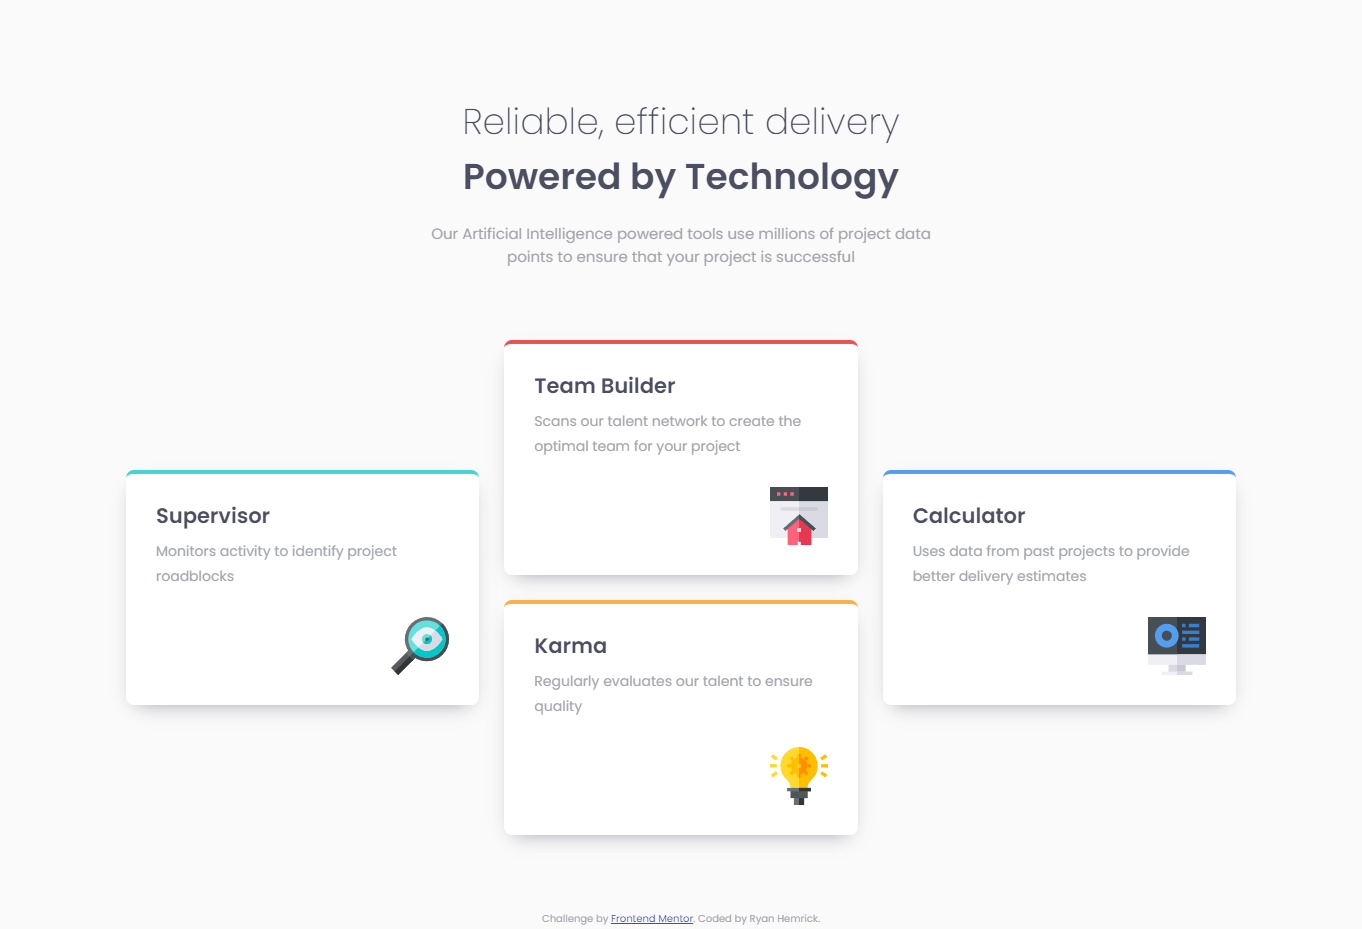 Reliable, efficient delivery
Powered by Technology
Our Artificial Intelligence powered tools use millions of project data
points to ensure that your project is successful
Supervisor
Monitors activity to identify project
roadblocks
Team Builder
Scans our talent network to create the
optimal team for your project
Karma
Regularly evaluates our talent to ensure
quality
Calculator
Uses data from past projects to provide
better delivery estimates
Challenge by Frontend Mentor. Coded by Ryan Hemrick.